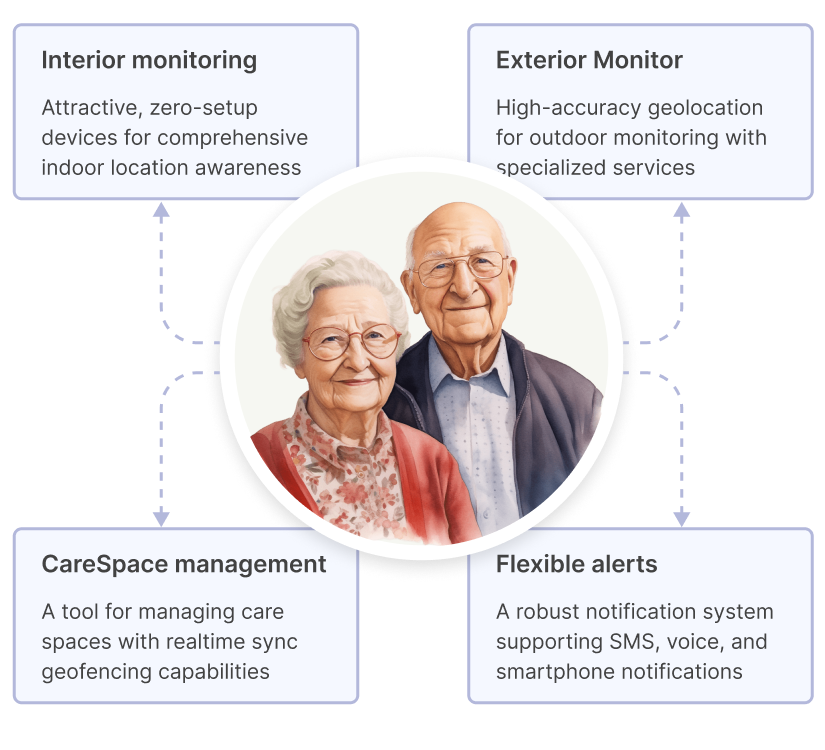 Interior monitoring
Attractive, zero-setup
devices for comprehensive
indoor location awareness
Exterior Monitor
High-accuracy geolocation
for outdoor monitoring with
specialized services
CareSpace management
A tool for managing care
spaces with realtime sync
geofencing capabilities
Flexible alerts
A robust notification system
supporting SMS, voice, and
smartphone notifications